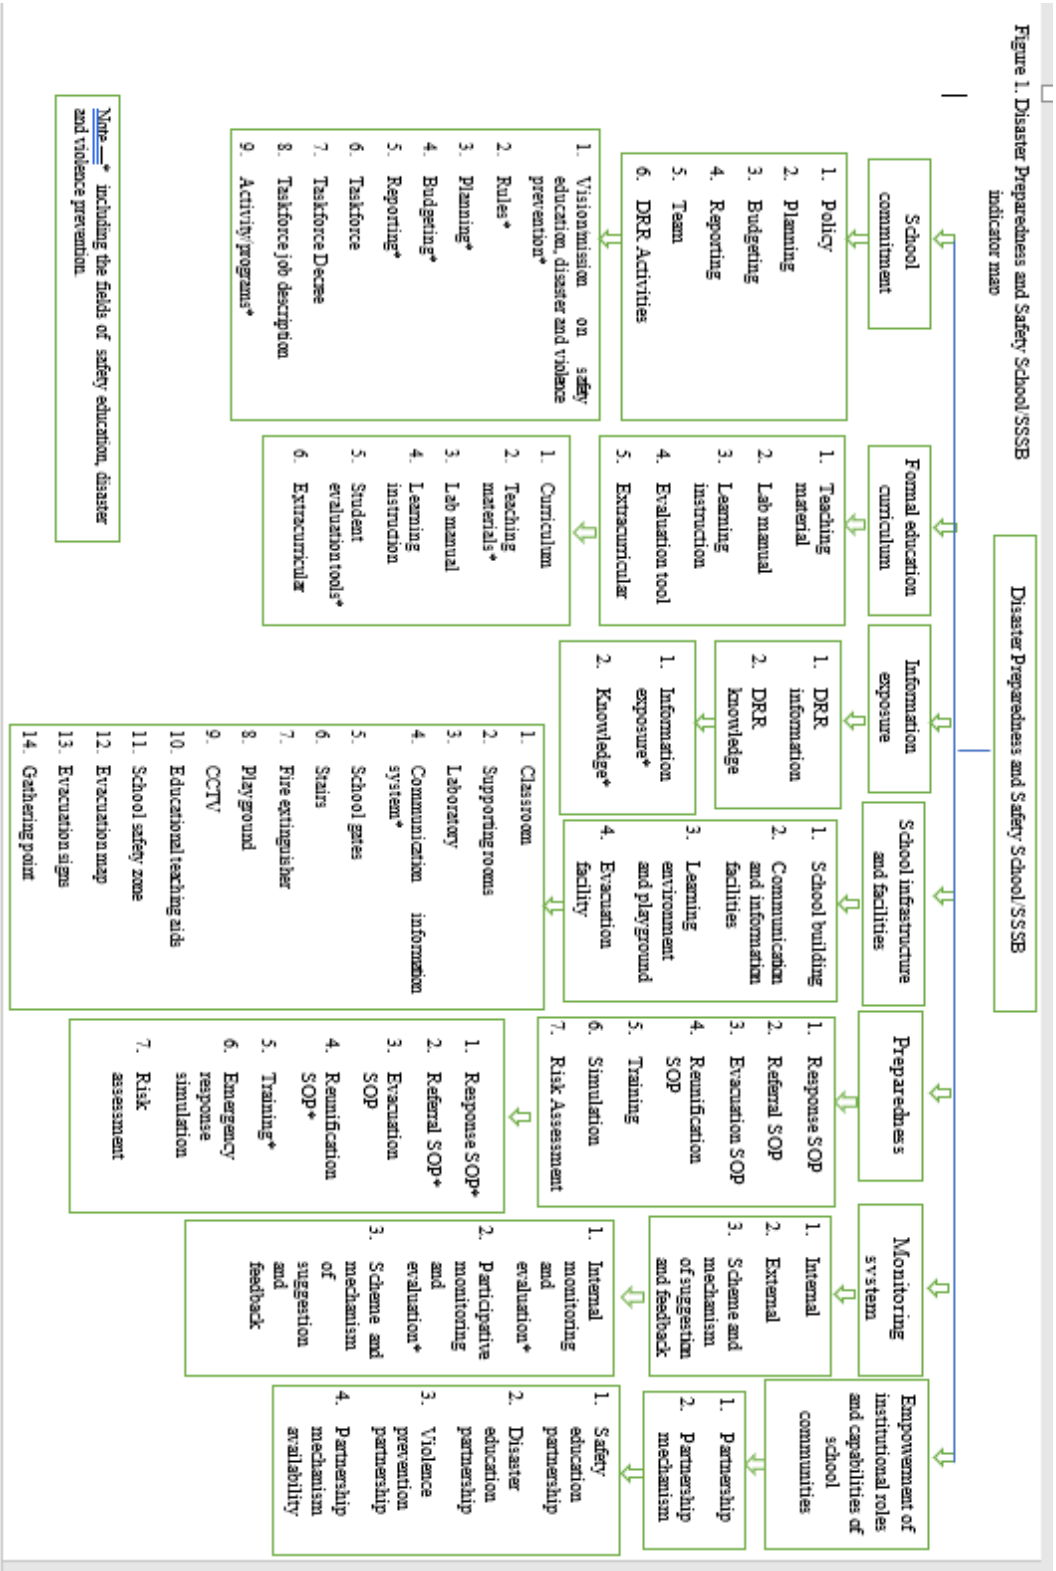 Figure 1. Disaster Preparedness and Safety School/SSSB
indicator map
Disaster Preparedness and Safety School/SSSB
School
commitment
1. Policy
2. Planning
3. Budgeting
4. Reporting
5. Team
6. DRR Activities
1. Vision/mission on safety
education, disaster and violence
prevention*
2. Rules*
3. Planning*
4. Budgeting*
5. Reporting*
6. Taskforce
7. Taskforce Decree
8. Taskforce job description
9. Activity/programs*
Formal education
curriculum
1. Teaching
material
2. Lab manual
3. Learning
instruction
4. Evaluation tool
5. Extracurricular
1. Curriculum
2. Teaching
materials*
3. Lab manual
4. Learning
instruction
5. Student
evaluation tools*
6. Extracurricular
Information
exposure
1. DRR
information
2. DRR
knowledge
1. Information
exposure*
2. Knowledge*
School infrastructure
and facilities
1. School building
2. Communication
and information
facilities
3. Learning
environment
and playground
4. Evacuation
facility
1. Classroom
2. Supporting rooms
3. Laboratory
4. Communication information
system*
5. School gates
6. Stairs
7. Fire extinguisher
8. Playground
9. CCTV
10. Educational teaching aids
11. School safety zone
12. Evacuation map
13. Evacuation signs
14. Gathering point
Preparedness
1. Response SOP
2. Referral SOP
3. Evacuation SOP
4. Reunification
SOP
5. Training
6. Simulation
7. Risk Assessment
1. Response SOP*
2. Referral SOP*
3. Evacuation
SOP
4. Reunification
SOP*
5. Training*
6. Emergency
response
simulation
7. Risk
assessment
Monitoring
system
1. Internal
2. External
3. Scheme and
mechanism
of suggestion
and feedback
1. Internal
monitoring
and
evaluation*
2. Participative
monitoring
and
evaluation*
3. Scheme and
mechanism
of
suggestion
and
feedback
Empowerment of
institutional roles
and capabilities of
school
communities
1. Partnership
2. Partnership
mechanism
1. Safety
education
partnership
2. Disaster
education
partnership
3. Violence
prevention
partnership
4. Partnership
mechanism
availability
Note—* including the fields of safety education, disaster
and violence prevention